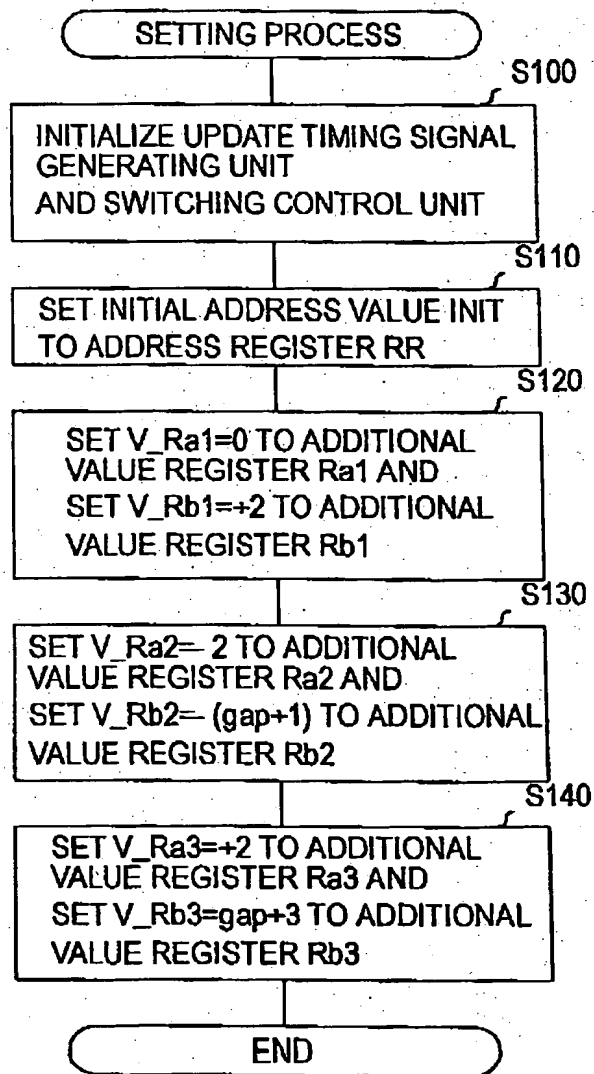 SETTING PROCESS
S100
INITIALIZE UPDATE TIMING SIGNAL
GENERATING UNIT
AND SWITCHING CONTROL UNIT
S110
SET INITIAL ADDRESS VALUE INIT
TO ADDRESS REGISTER RR
S120
SET V_Ra1=0 TO ADDITIONAL
VALUE REGISTER Ra1 AND
SET V_Rb1=+2 TO ADDITIONAL
VALUE REGISTER Rb1
S130
SET V_Ra2=- 2 TO ADDITIONAL
VALUE REGISTER Ra2 AND
SET V_Rb2=- (gap+1) TO ADDITIONAL
VALUE REGISTER Rb2
S140
SET V_Ra3=+2 TO ADDITIONAL
VALUE REGISTER Ra3 AND
SET V_Rb3=gap+3 TO ADDITIONAL
VALUE REGISTER Rb3
END